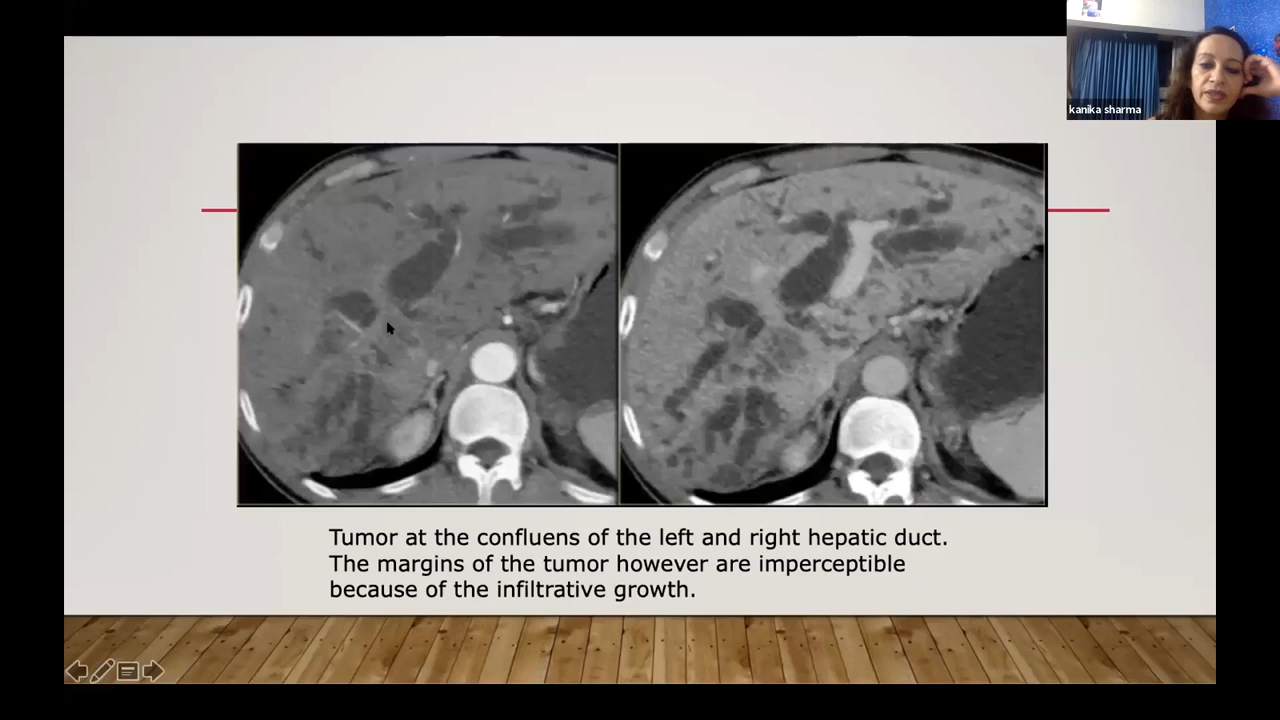 kanika sharma
Tumor at the confluens of the left and right hepatic duct.
The margins of the tumor however are imperceptible
because of the infiltrative growth.